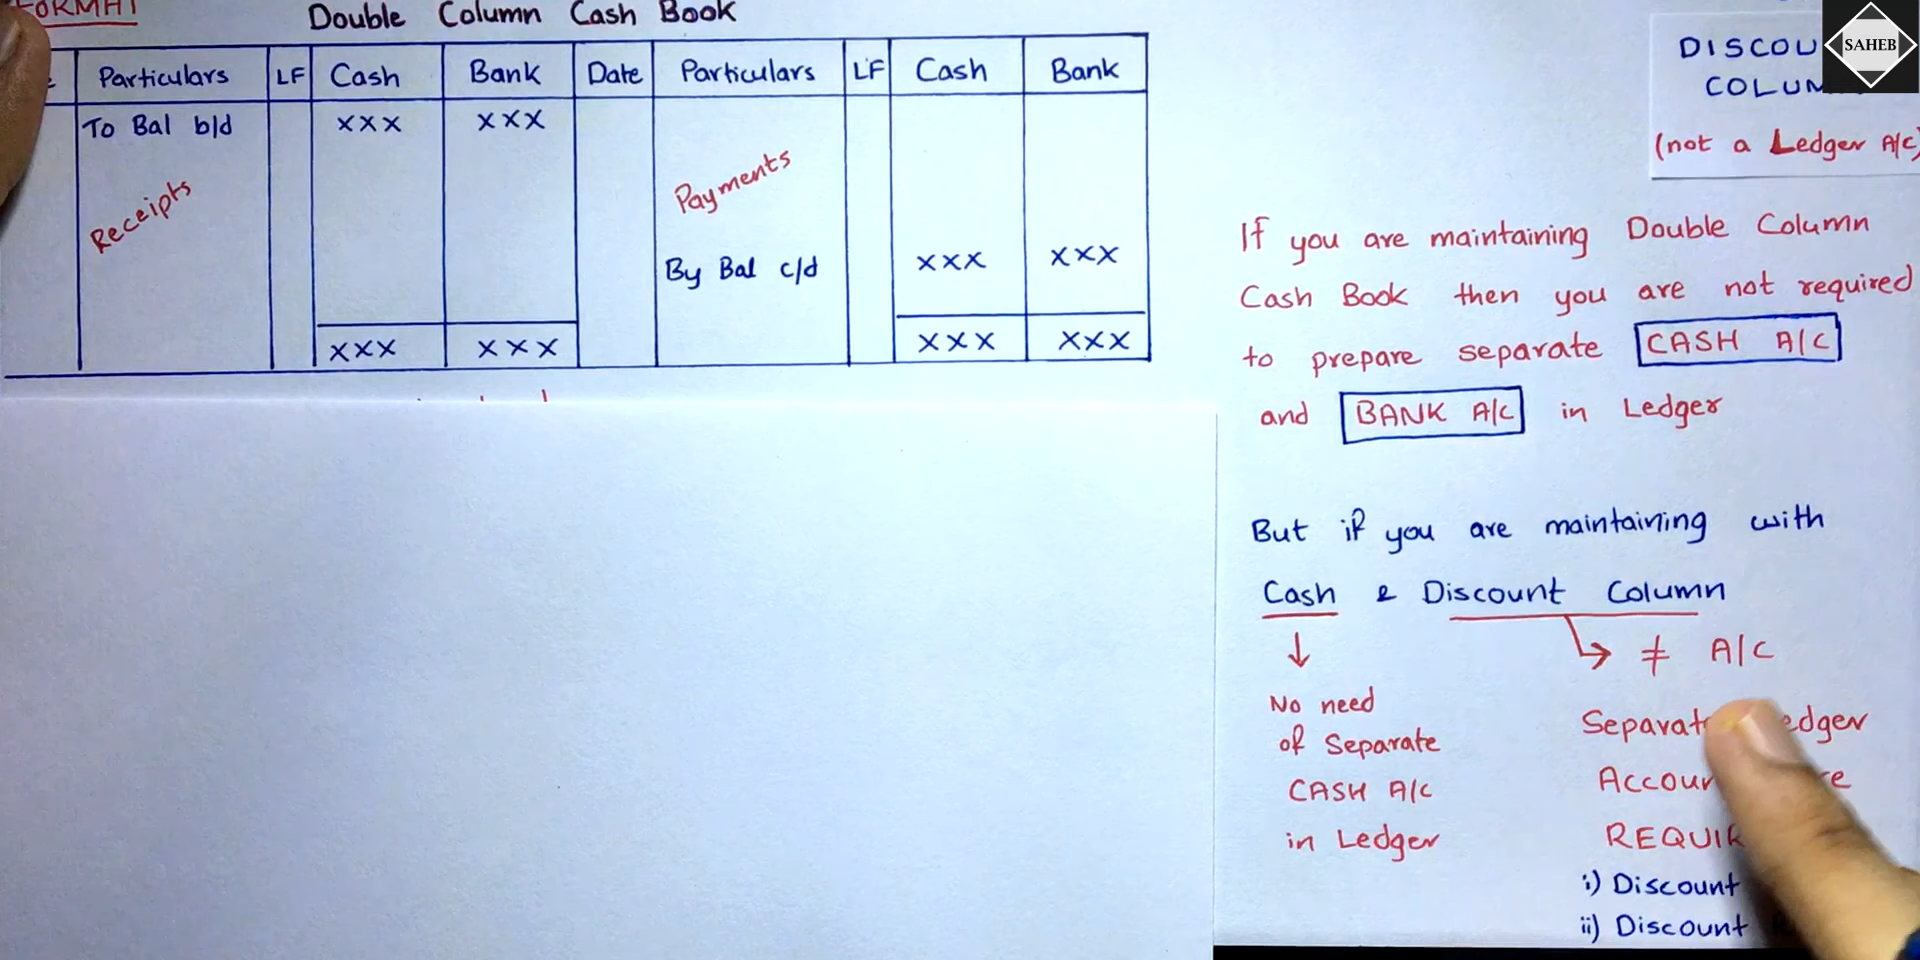 FORMAT
Double Column Cash Book
Particulars LF Cash Bank Date Particulars LF Cash Bank
To Bal b/d xxx xxx
Receipts
Payments
By Bal c/d xxx xxx
xxx xxx xxx xxx
SAHEB
(not a Ledger A/c)
If you are maintaining Double Column
Cash Book then you are not required
to prepare separate CASH A/C
and BANK A/C in Ledger
But if you are maintaining with
Cash & Discount Column
↓ ≠ A/C
No need
of Separate
CASH A/C
in Ledger
i) Discount
ii) Discount